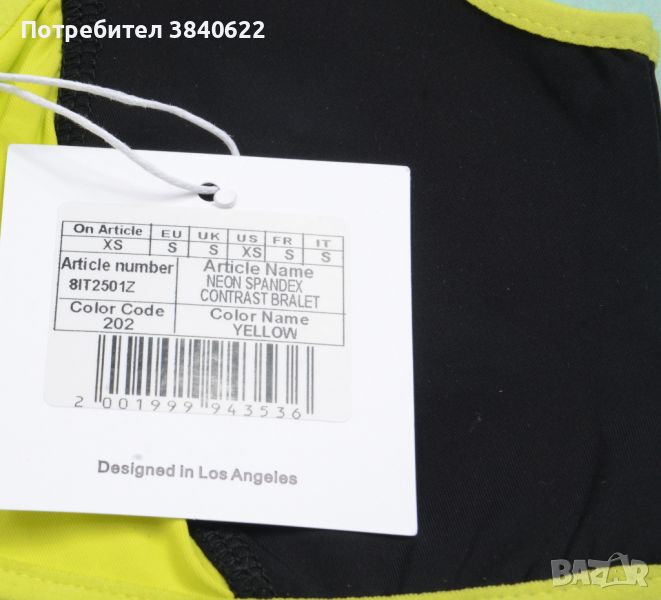 Потребител 3840622
On Article EU UK US FR IT
XS S S XS S S
Article number Article Name
8IT2501Z NEON SPANDEX
CONTRAST BRALET
Color Code Color Name
202 YELLOW
2 001999 943536
Designed in Los Angeles
BAZAR